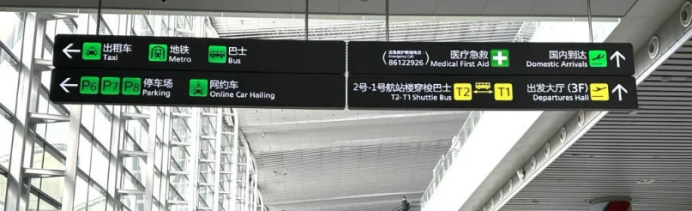 出租车 地铁 巴士
Taxi Metro Bus
P6 P7 P8 停车场 网约车
Parking Online Car Hailing
医疗急救 国内到达
86122926 Medical First Aid Domestic Arrivals
2号-1号航站楼穿梭巴士 T2 T1 出发大厅 (3F)
T2-T1 Shuttle Bus Departures Hall